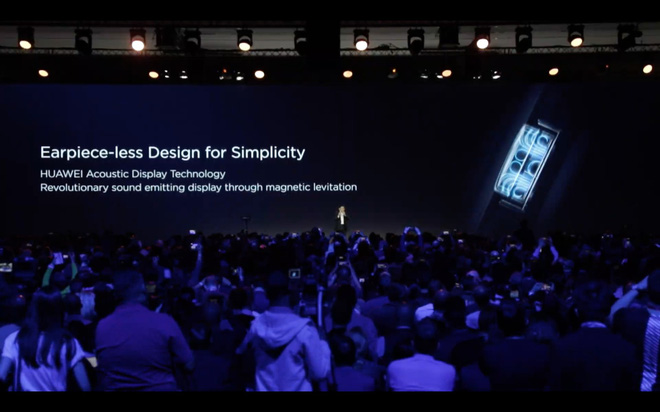 Earpiece-less Design for Simplicity
HUAWEI Acoustic Display Technology
Revolutionary sound emitting display through magnetic levitation